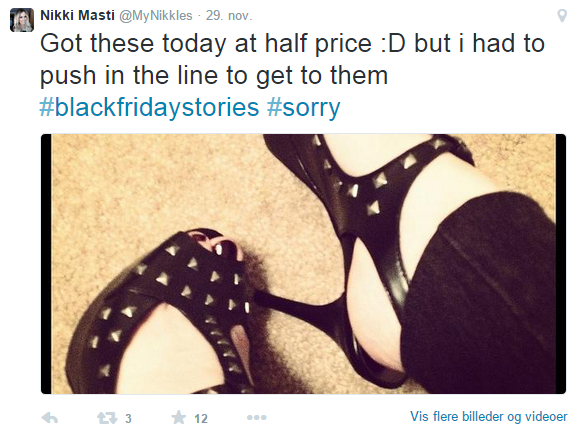 Nikki Masti @MyNikkles · 29. nov.
Got these today at half price :D but i had to
push in the line to get to them
#blackfridaystories #sorry
3 12
Vis flere billeder og videoer